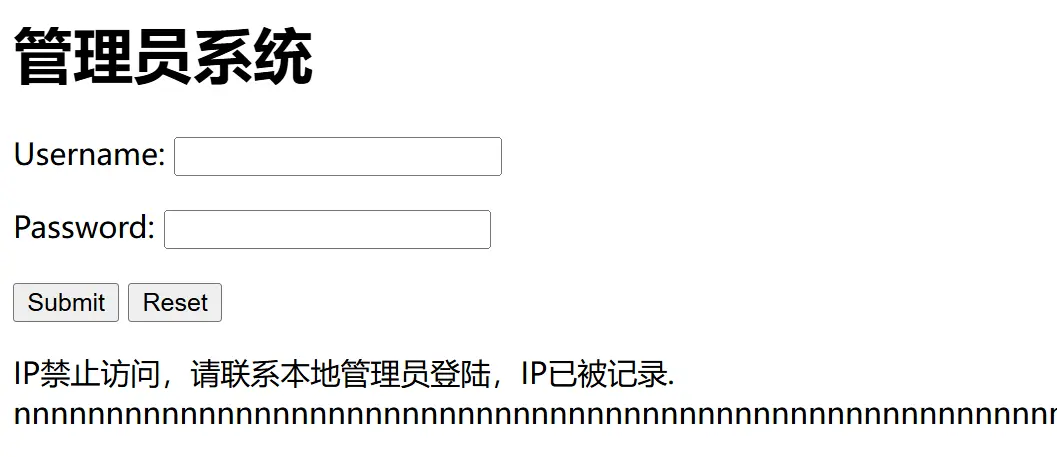 管理员系统
Username:
Password:
Submit Reset
IP禁止访问，请联系本地管理员登陆，IP已被记录.
nnnnnnnnnnnnnnnnnnnnnnnnnnnnnnnnnnnnnnnnnnnnnnnnnnnnnnnnn